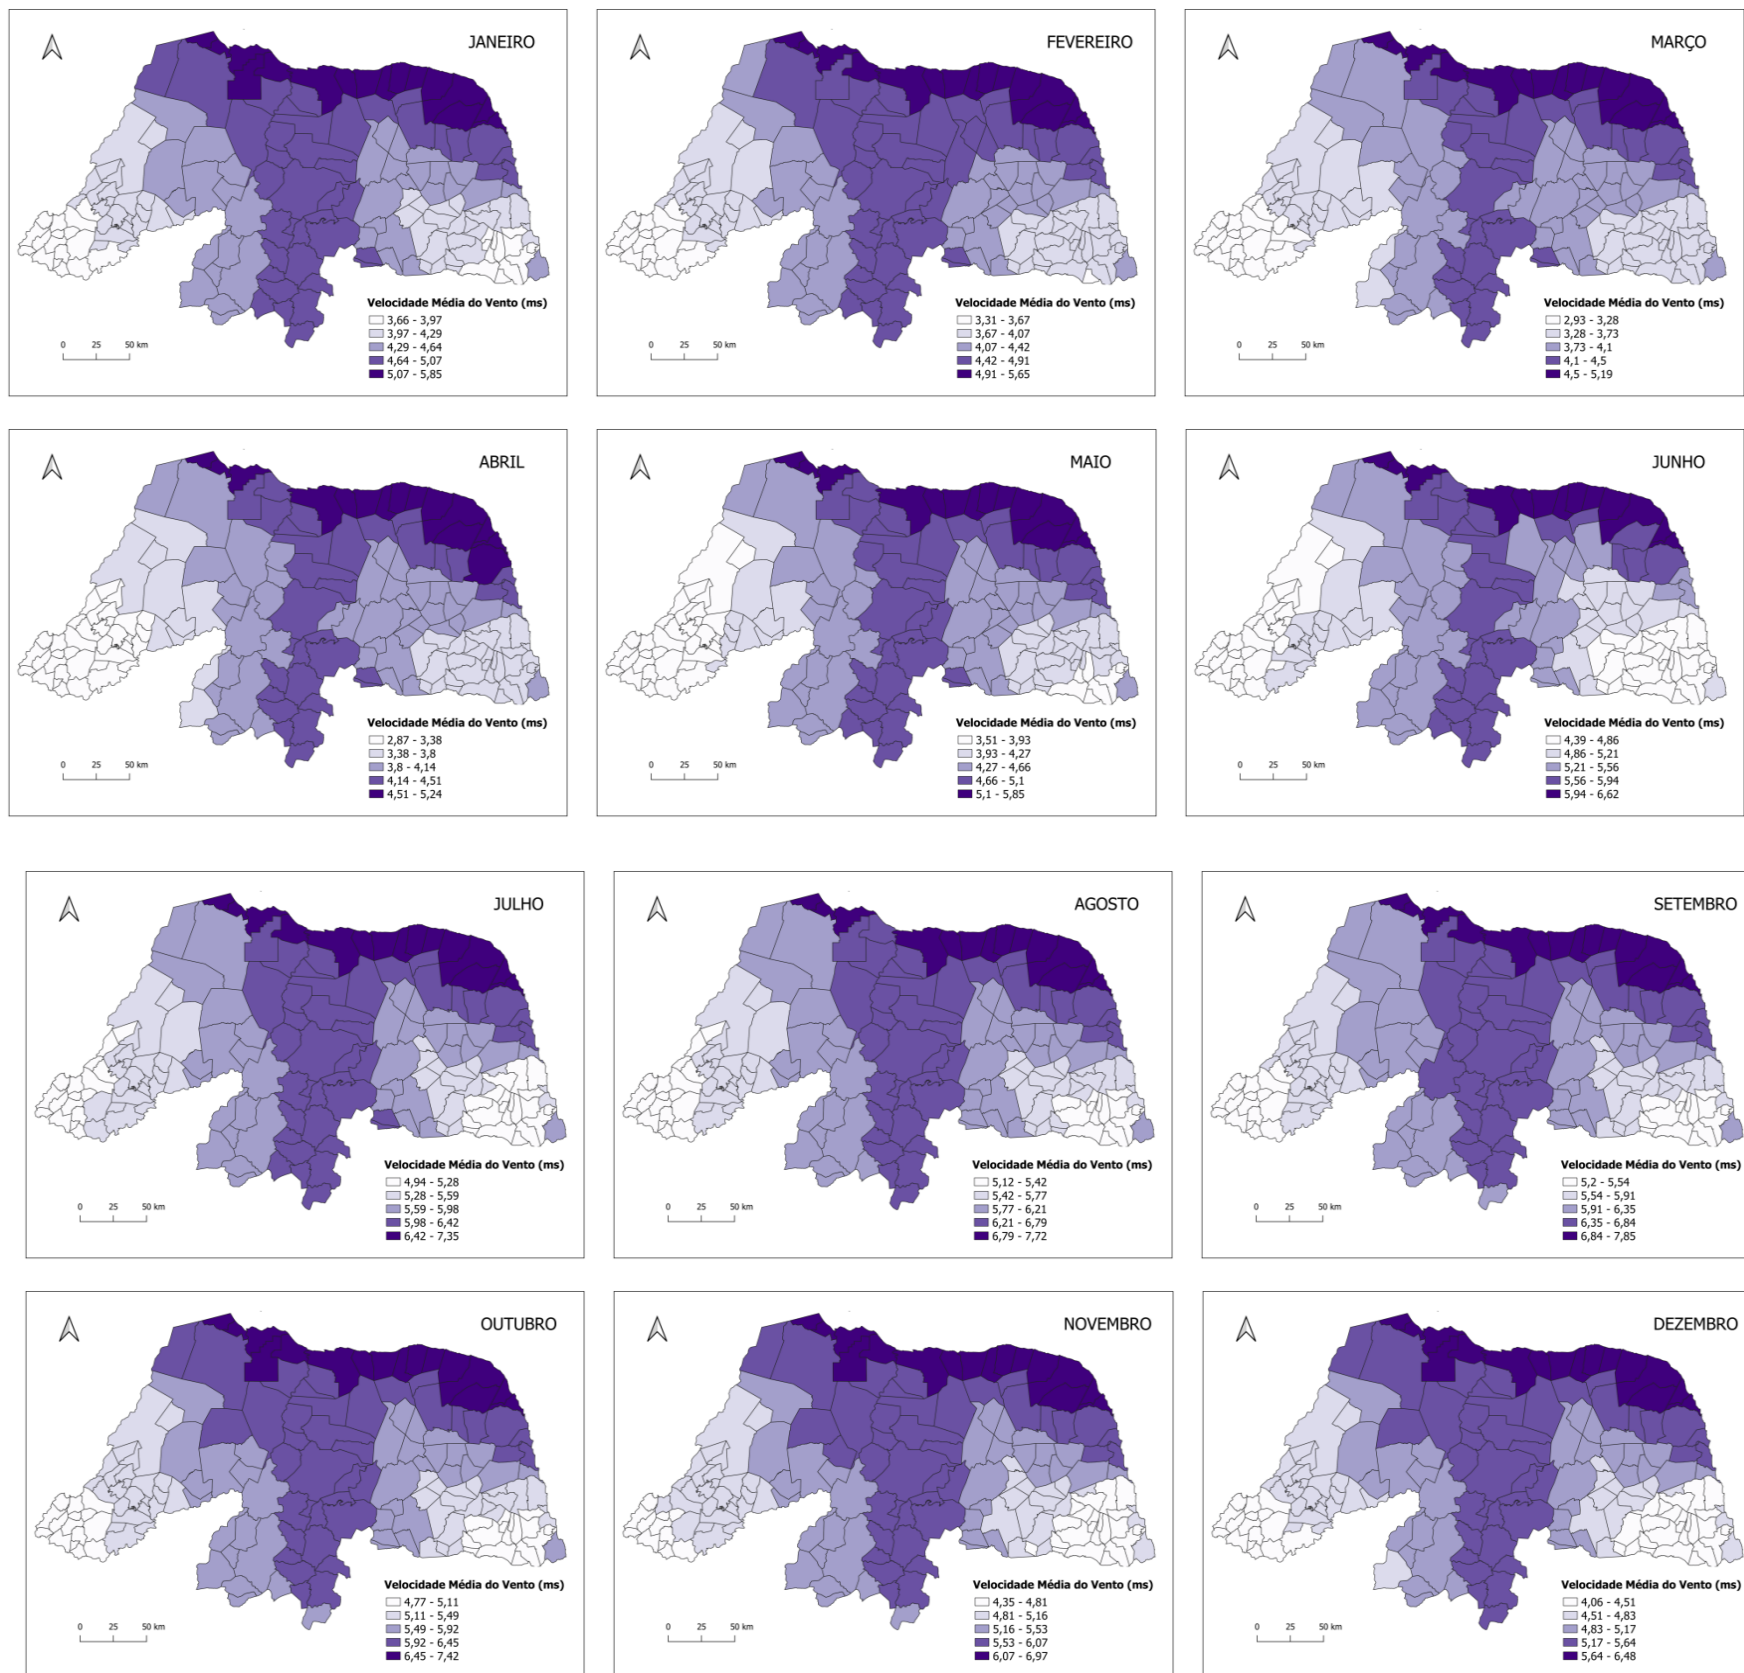 JANEIRO
Velocidade Média do Vento (ms)
3,66 - 3,97
3,97 - 4,29
4,29 - 4,64
4,64 - 5,07
5,07 - 5,85
0 25 50 km
FEVEREIRO
Velocidade Média do Vento (ms)
3,31 - 3,67
3,67 - 4,07
4,07 - 4,42
4,42 - 4,91
4,91 - 5,65
0 25 50 km
MARÇO
Velocidade Média do Vento (ms)
2,93 - 3,28
3,28 - 3,73
3,73 - 4,1
4,1 - 4,5
4,5 - 5,19
0 25 50 km
ABRIL
Velocidade Média do Vento (ms)
2,87 - 3,38
3,38 - 3,8
3,8 - 4,14
4,14 - 4,51
4,51 - 5,24
0 25 50 km
MAIO
Velocidade Média do Vento (ms)
3,51 - 3,93
3,93 - 4,27
4,27 - 4,66
4,66 - 5,1
5,1 - 5,85
0 25 50 km
JUNHO
Velocidade Média do Vento (ms)
4,39 - 4,86
4,86 - 5,21
5,21 - 5,56
5,56 - 5,94
5,94 - 6,62
0 25 50 km
JULHO
Velocidade Média do Vento (ms)
4,94 - 5,28
5,28 - 5,59
5,59 - 5,98
5,98 - 6,42
6,42 - 7,35
0 25 50 km
AGOSTO
Velocidade Média do Vento (ms)
5,12 - 5,42
5,42 - 5,77
5,77 - 6,21
6,21 - 6,79
6,79 - 7,72
0 25 50 km
SETEMBRO
Velocidade Média do Vento (ms)
5,2 - 5,54
5,54 - 5,91
5,91 - 6,35
6,35 - 6,84
6,84 - 7,85
0 25 50 km
OUTUBRO
Velocidade Média do Vento (ms)
4,77 - 5,11
5,11 - 5,49
5,49 - 5,92
5,92 - 6,45
6,45 - 7,42
0 25 50 km
NOVEMBRO
Velocidade Média do Vento (ms)
4,35 - 4,81
4,81 - 5,16
5,16 - 5,53
5,53 - 6,07
6,07 - 6,97
0 25 50 km
DEZEMBRO
Velocidade Média do Vento (ms)
4,06 - 4,51
4,51 - 4,83
4,83 - 5,17
5,17 - 5,64
5,64 - 6,48
0 25 50 km